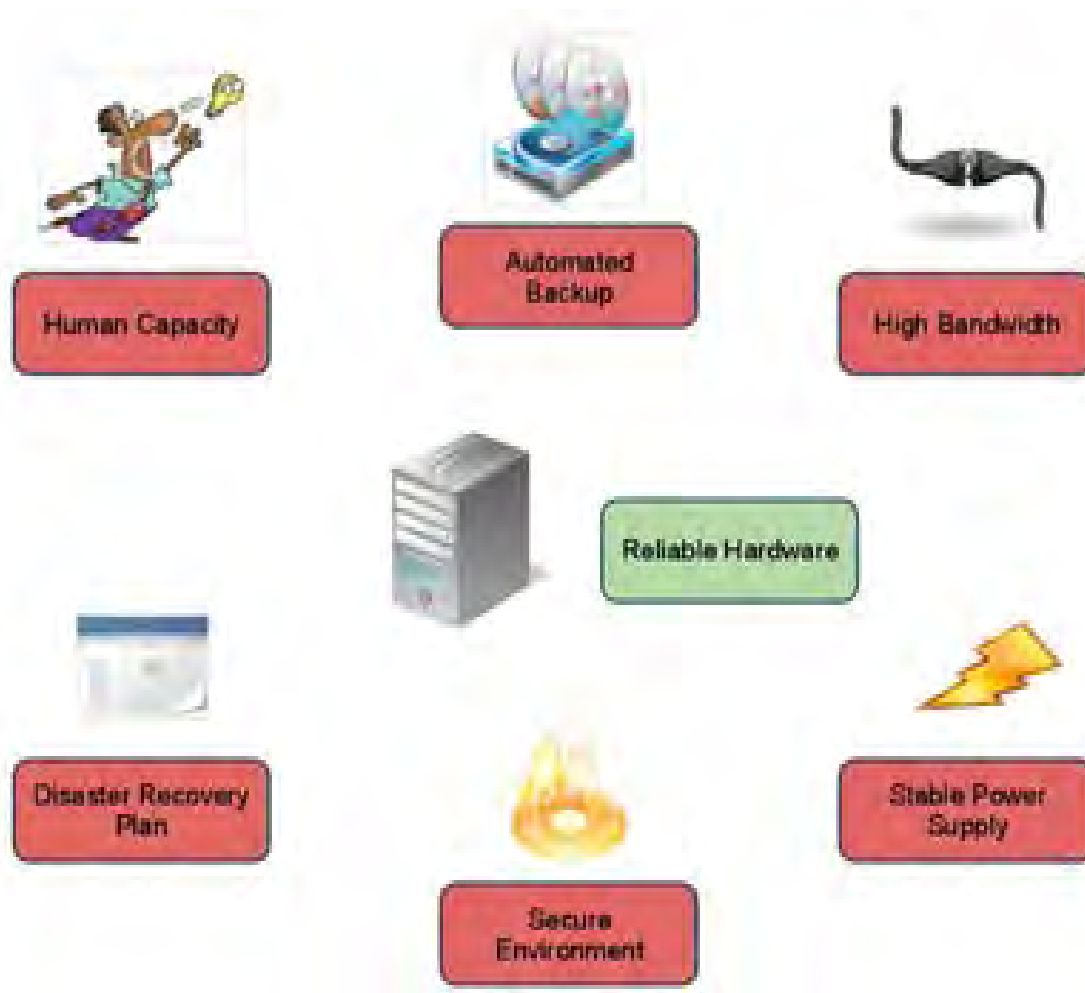 Human Capacity
Automated
Backup
High Bandwidth
Reliable Hardware
Disaster Recovery
Plan
Stable Power
Supply
Secure
Environment